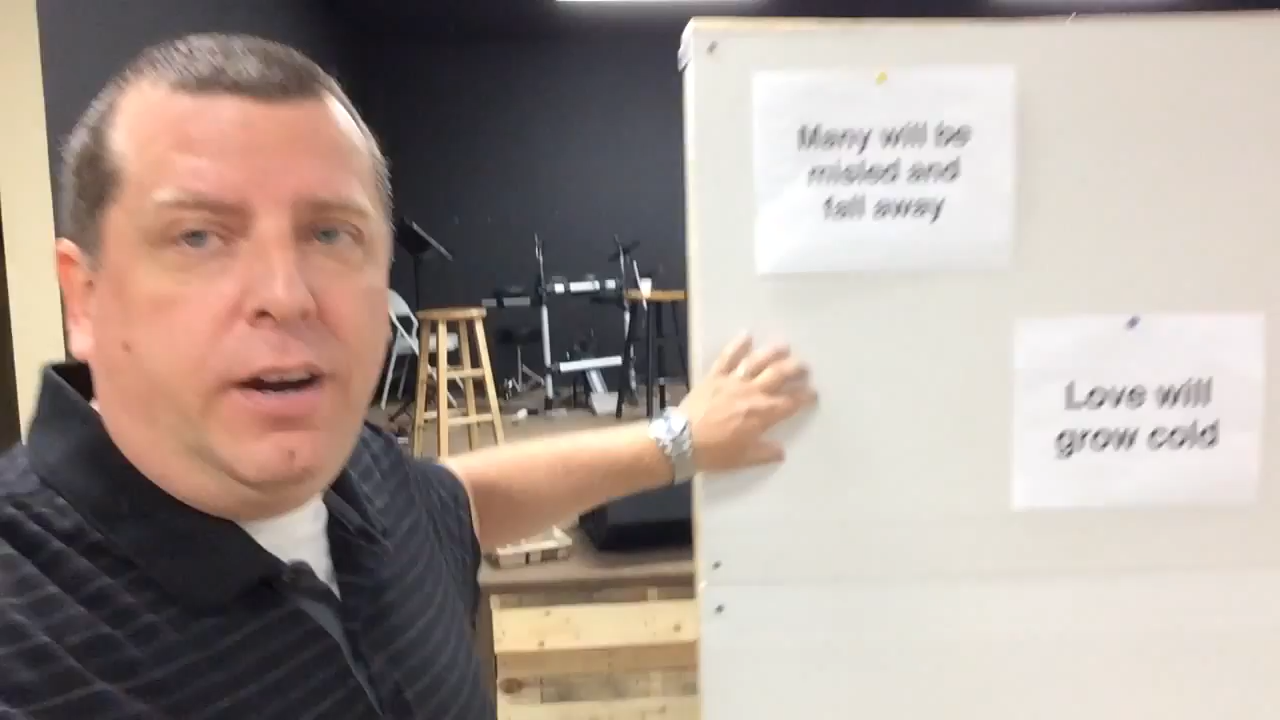 Many will be
misled and
fall away
Love will
grow cold